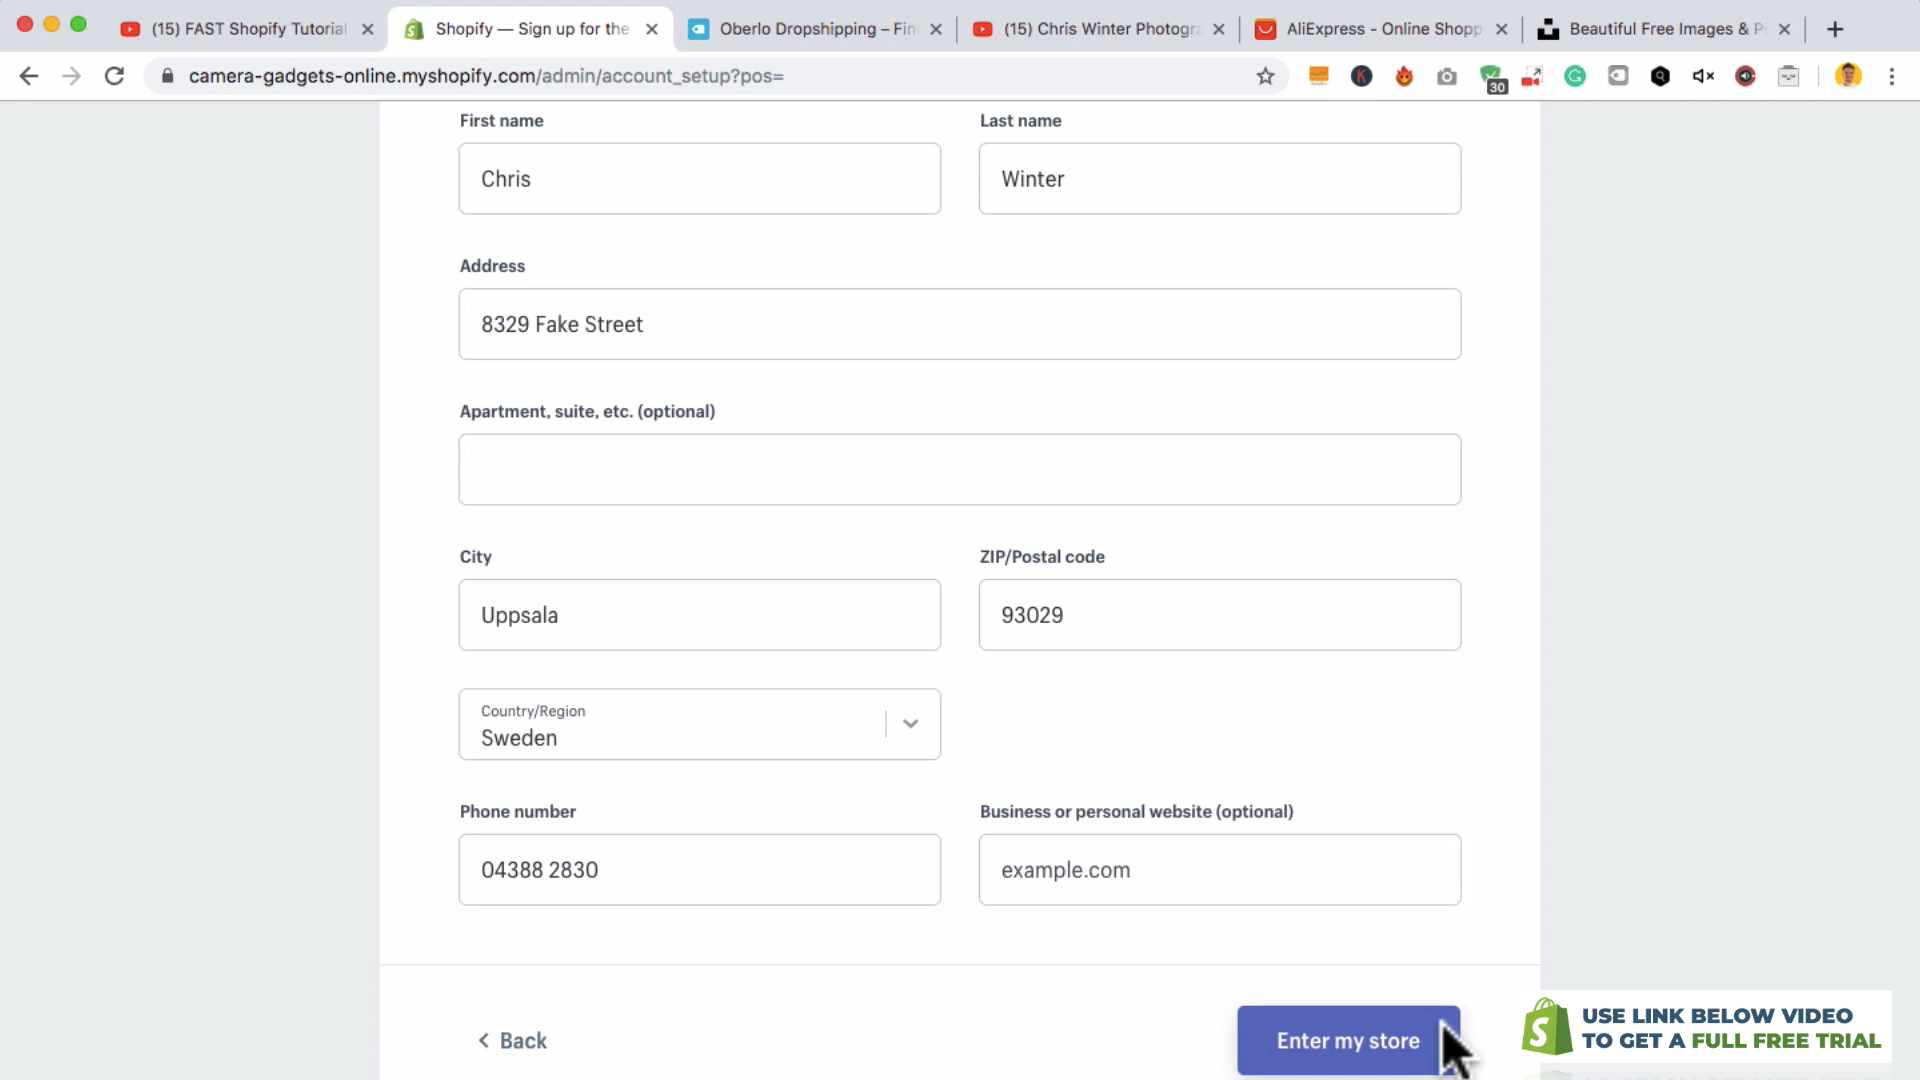 (15) FAST Shopify Tutorial
Shopify — Sign up for the
Oberlo Dropshipping – Fin
(15) Chris Winter Photogra
AliExpress - Online Shopp
Beautiful Free Images & P
camera-gadgets-online.myshopify.com/admin/account_setup?pos=
30
First name
Last name
Chris
Winter
Address
8329 Fake Street
Apartment, suite, etc. (optional)
City
ZIP/Postal code
Uppsala
93029
Country/Region
Sweden
Phone number
Business or personal website (optional)
04388 2830
example.com
Back
Enter my store
USE LINK BELOW VIDEO
TO GET A FULL FREE TRIAL